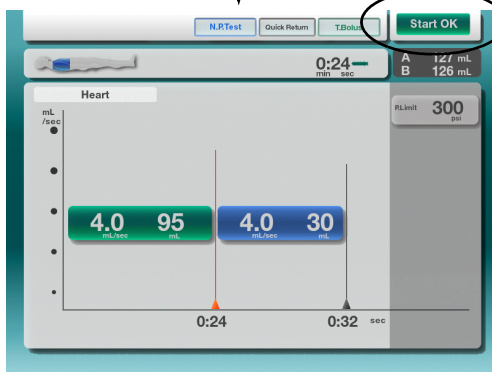 N.P.Test Quick Return T.Bolus Start OK
0:24
min sec
A 127 mL
B 126 mL
Heart
P.Limit 300
psi
mL
/sec
4.0 95 4.0 30
mL/sec mL mL/sec mL
0:24 0:32 sec